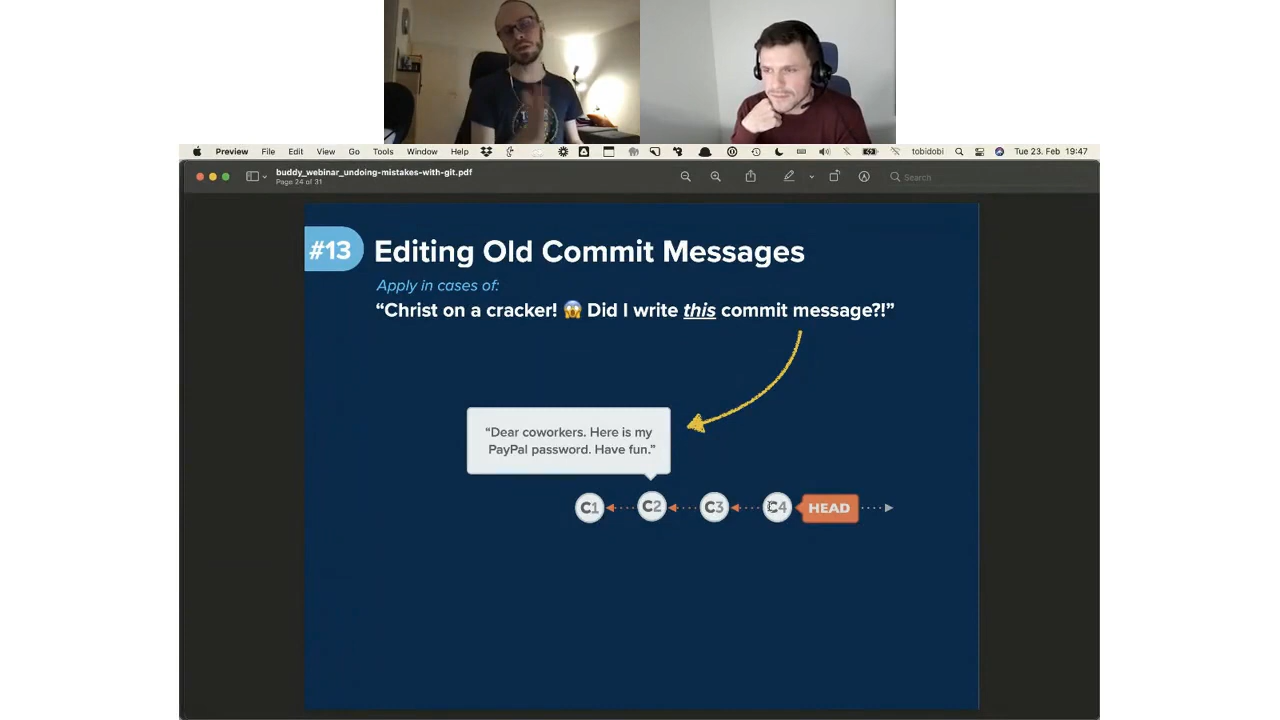 Preview File Edit View Go Tools Window Help tobidobi Tue 23. Feb 19:47
buddy_webinar_undoing-mistakes-with-git.pdf
Page 24 of 31
Search
#13 Editing Old Commit Messages
Apply in cases of:
“Christ on a cracker! 😱 Did I write this commit message?!”
“Dear coworkers. Here is my
PayPal password. Have fun.”
C1 C2 C3 C4 HEAD